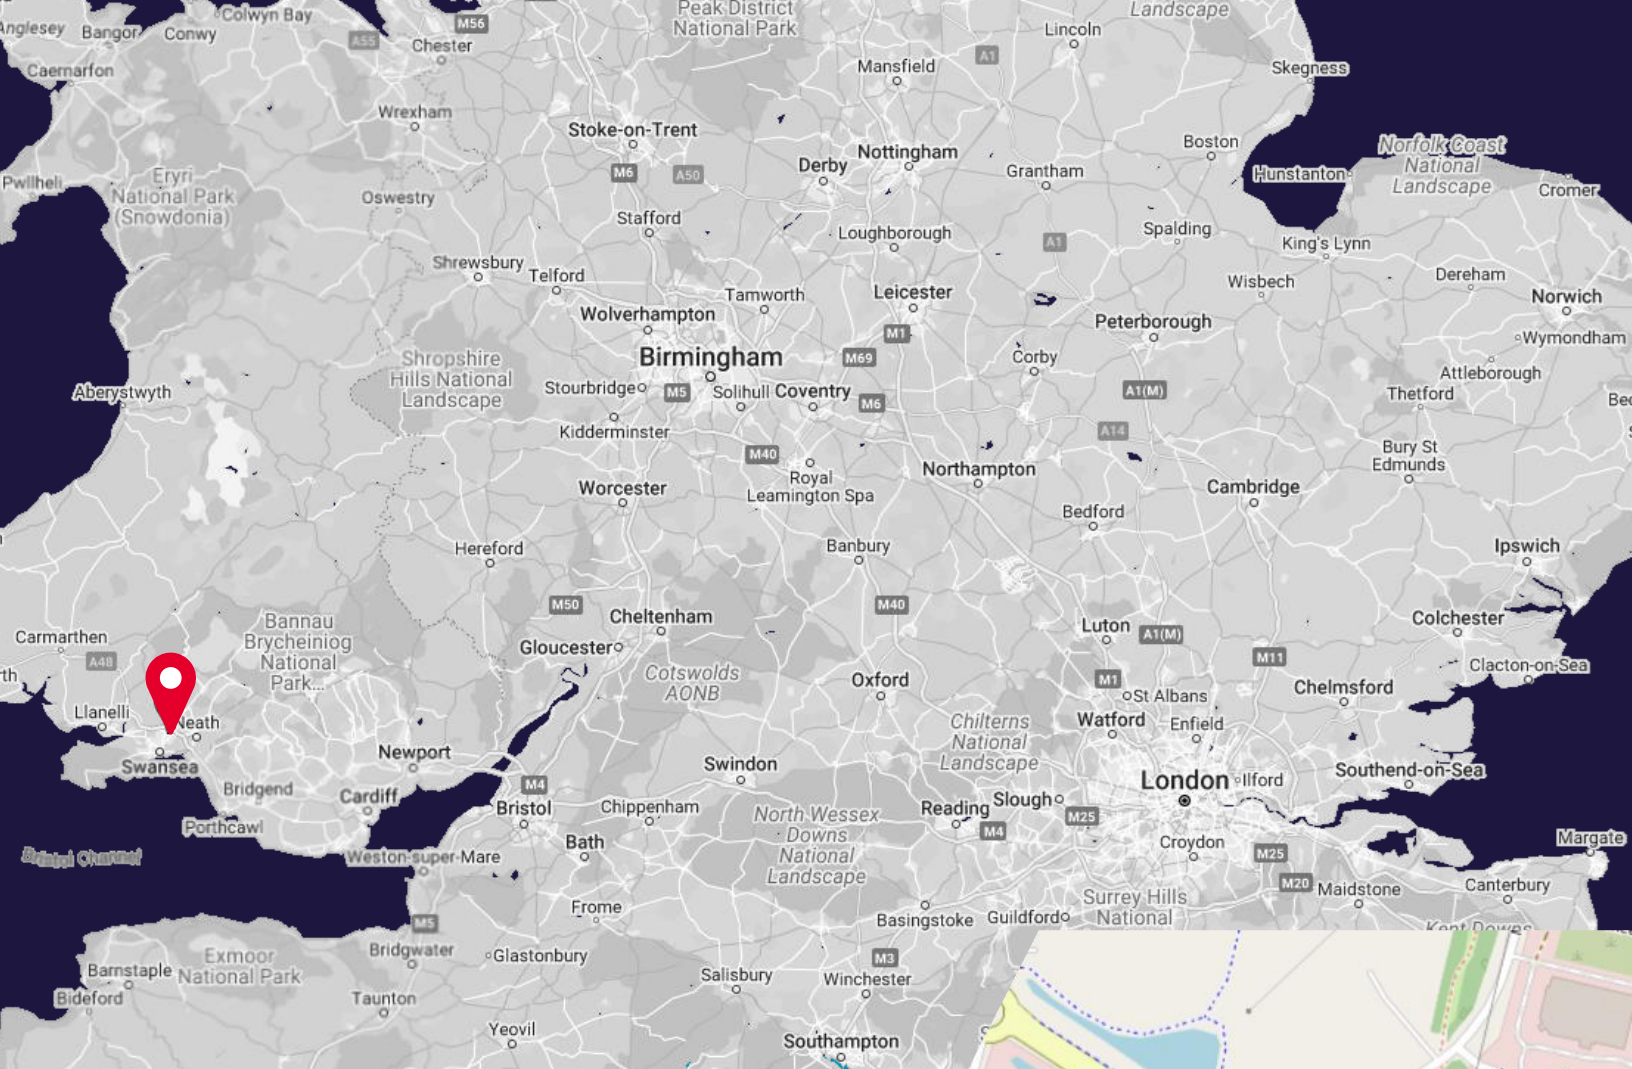 Colwyn Bay
Anglesey
Bangor
Conwy
M56
A55
Chester
Peak District
National Park
Landscape
Lincoln
Caernarfon
Mansfield
A1
Skegness
Wrexham
Stoke-on-Trent
Nottingham
Boston
Norfolk Coast
National
Landscape
Pwllheli
Eryri
National Park
(Snowdonia)
Oswestry
M6
A50
Derby
Grantham
Hunstanton
Cromer
Stafford
Loughborough
A1
Spalding
King's Lynn
Shrewsbury
Telford
Tamworth
Leicester
Wisbech
Dereham
Norwich
Wolverhampton
Peterborough
M1
Wymondham
Birmingham
M69
Corby
Shropshire
Hills National
Landscape
Attleborough
Aberystwyth
Stourbridge
M5
Solihull
Coventry
M6
A1(M)
Thetford
Bec
Kidderminster
A14
M40
Bury St
Edmunds
Northampton
Royal
Leamington Spa
Worcester
Cambridge
Bedford
Hereford
Banbury
Ipswich
M50
Cheltenham
M40
Colchester
Bannau
Brycheiniog
National
Park...
Carmarthen
Luton
A1(M)
Gloucester
A48
M11
rth
Cotswolds
AONB
Oxford
M1
Clacton-on-Sea
St Albans
Chelmsford
Llanelli
Neath
Chilterns
National
Landscape
Watford
Enfield
Newport
Swansea
Swindon
London
Ilford
Southend-on-Sea
Bridgend
Cardiff
M4
Bristol
Chippenham
North Wessex
Downs
National
Landscape
Reading
Slough
M25
M4
Porthcawl
Bath
Croydon
Margate
Bristol Channel
Weston-super-Mare
M25
M20
Maidstone
Canterbury
Frome
Basingstoke
Guildford
Surrey Hills
National
Kent Downs
M5
Bridgwater
Glastonbury
M3
Exmoor
National Park
Barnstaple
Salisbury
Winchester
Bideford
Taunton
Yeovil
Southampton